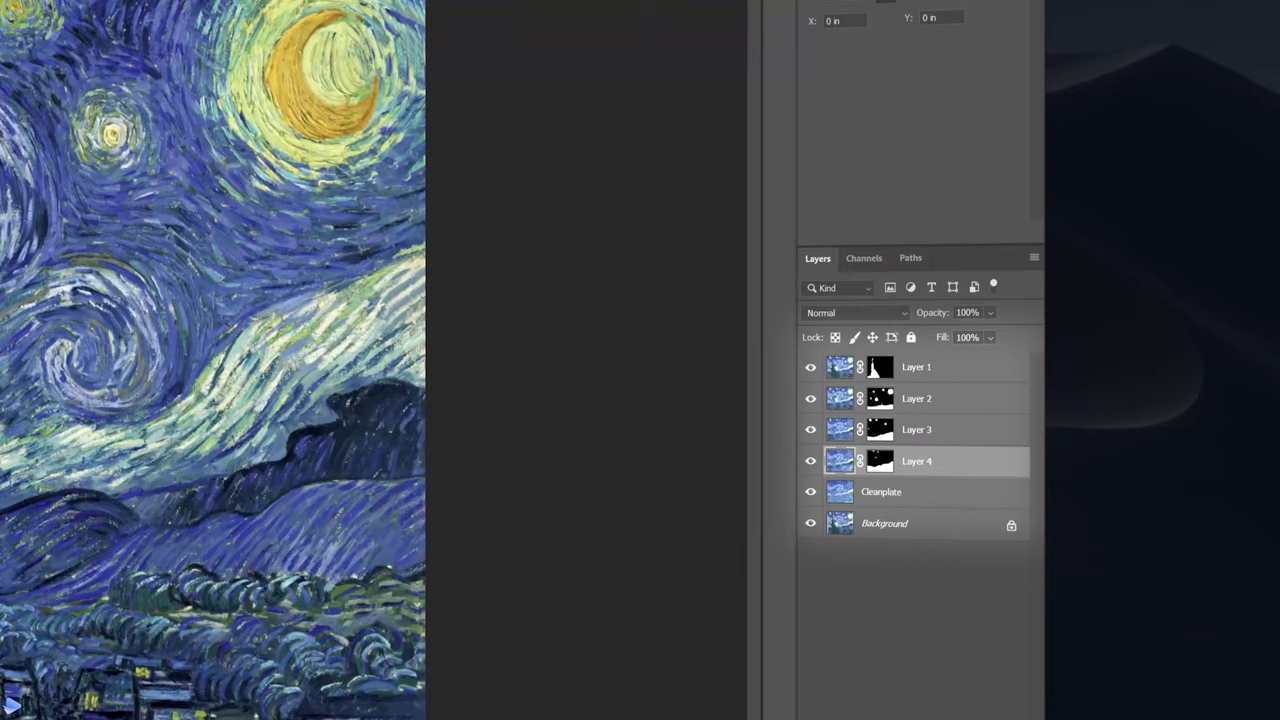 X: 0 in Y: 0 in
Layers Channels Paths
Kind
Normal Opacity: 100%
Lock: Fill: 100%
Layer 1
Layer 2
Layer 3
Layer 4
Cleanplate
Background